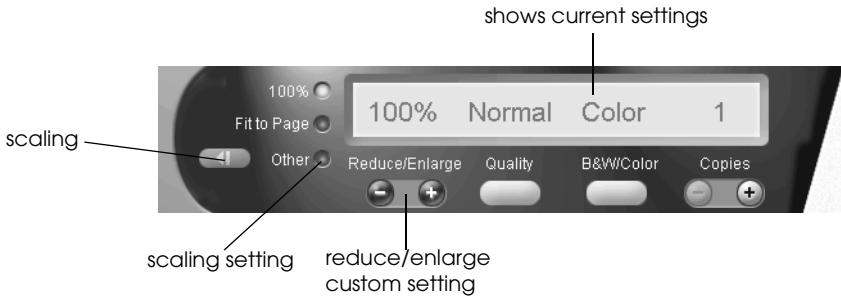 shows current settings
100%
Fit to Page
Other
100% Normal Color 1
Reduce/Enlarge Quality B&W/Color Copies
scaling
scaling setting
reduce/enlarge
custom setting